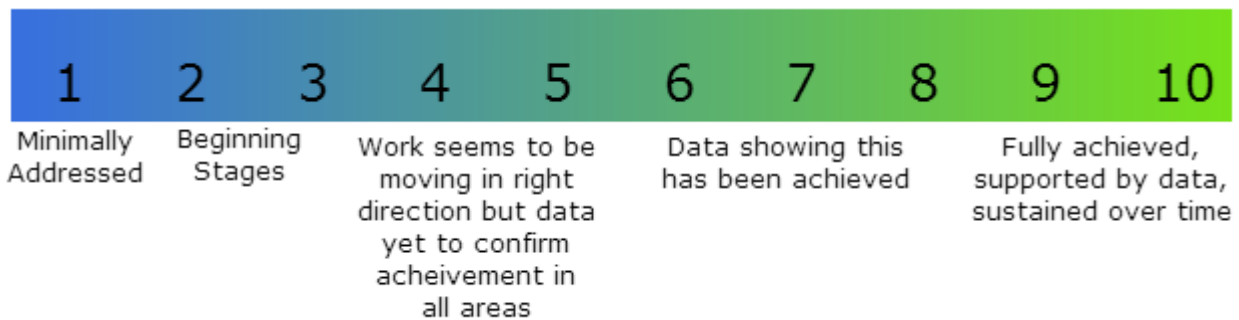 1 2 3 4 5 6 7 8 9 10
Minimally
Addressed
Beginning
Stages
Work seems to be
moving in right
direction but data
yet to confirm
acheivement in
all areas
Data showing this
has been achieved
Fully achieved,
supported by data,
sustained over time